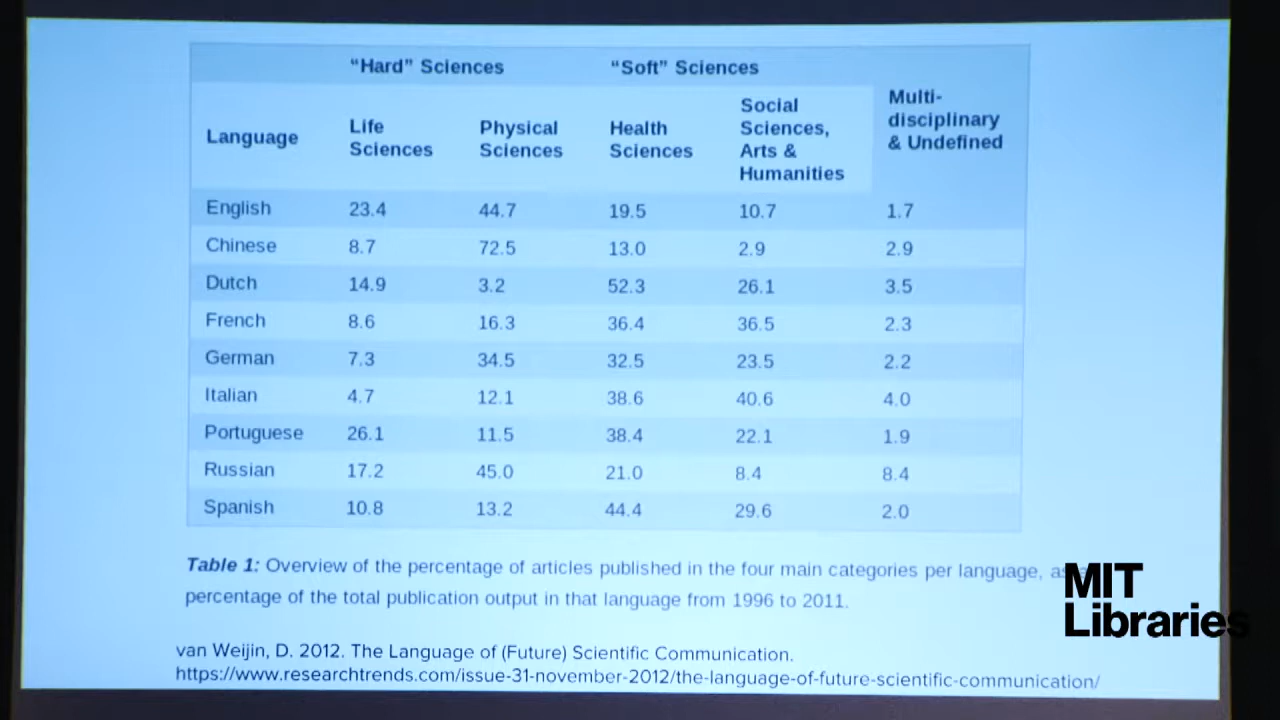 “Hard” Sciences “Soft” Sciences
Language Life Sciences Physical Sciences Health Sciences Social Sciences, Arts & Humanities Multi-disciplinary & Undefined
English 23.4 44.7 19.5 10.7 1.7
Chinese 8.7 72.5 13.0 2.9 2.9
Dutch 14.9 3.2 52.3 26.1 3.5
French 8.6 16.3 36.4 36.5 2.3
German 7.3 34.5 32.5 23.5 2.2
Italian 4.7 12.1 38.6 40.6 4.0
Portuguese 26.1 11.5 38.4 22.1 1.9
Russian 17.2 45.0 21.0 8.4 8.4
Spanish 10.8 13.2 44.4 29.6 2.0
Table 1: Overview of the percentage of articles published in the four main categories per language,
percentage of the total publication output in that language from 1996 to 2011.
van Weijin, D. 2012. The Language of (Future) Scientific Communication.
https://www.researchtrends.com/issue-31-november-2012/the-language-of-future-scientific-communication/
MIT
Libraries